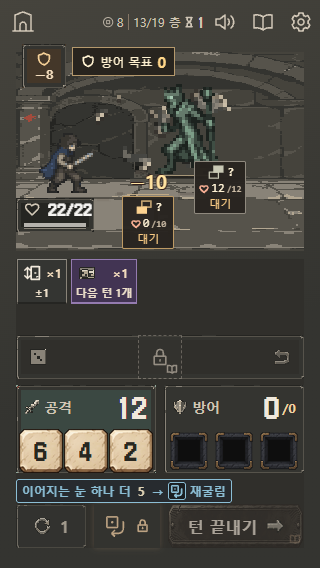 8 | 13/19 층 1
-8
방어 목표 0
-10
?
12/12
대기
?
0/10
대기
22/22
×1
±1
×1
다음 턴 1개
공격 12
6 4 2
방어 0/0
이어지는 눈 하나 더 5 → 재굴림
1
턴 끝내기 →